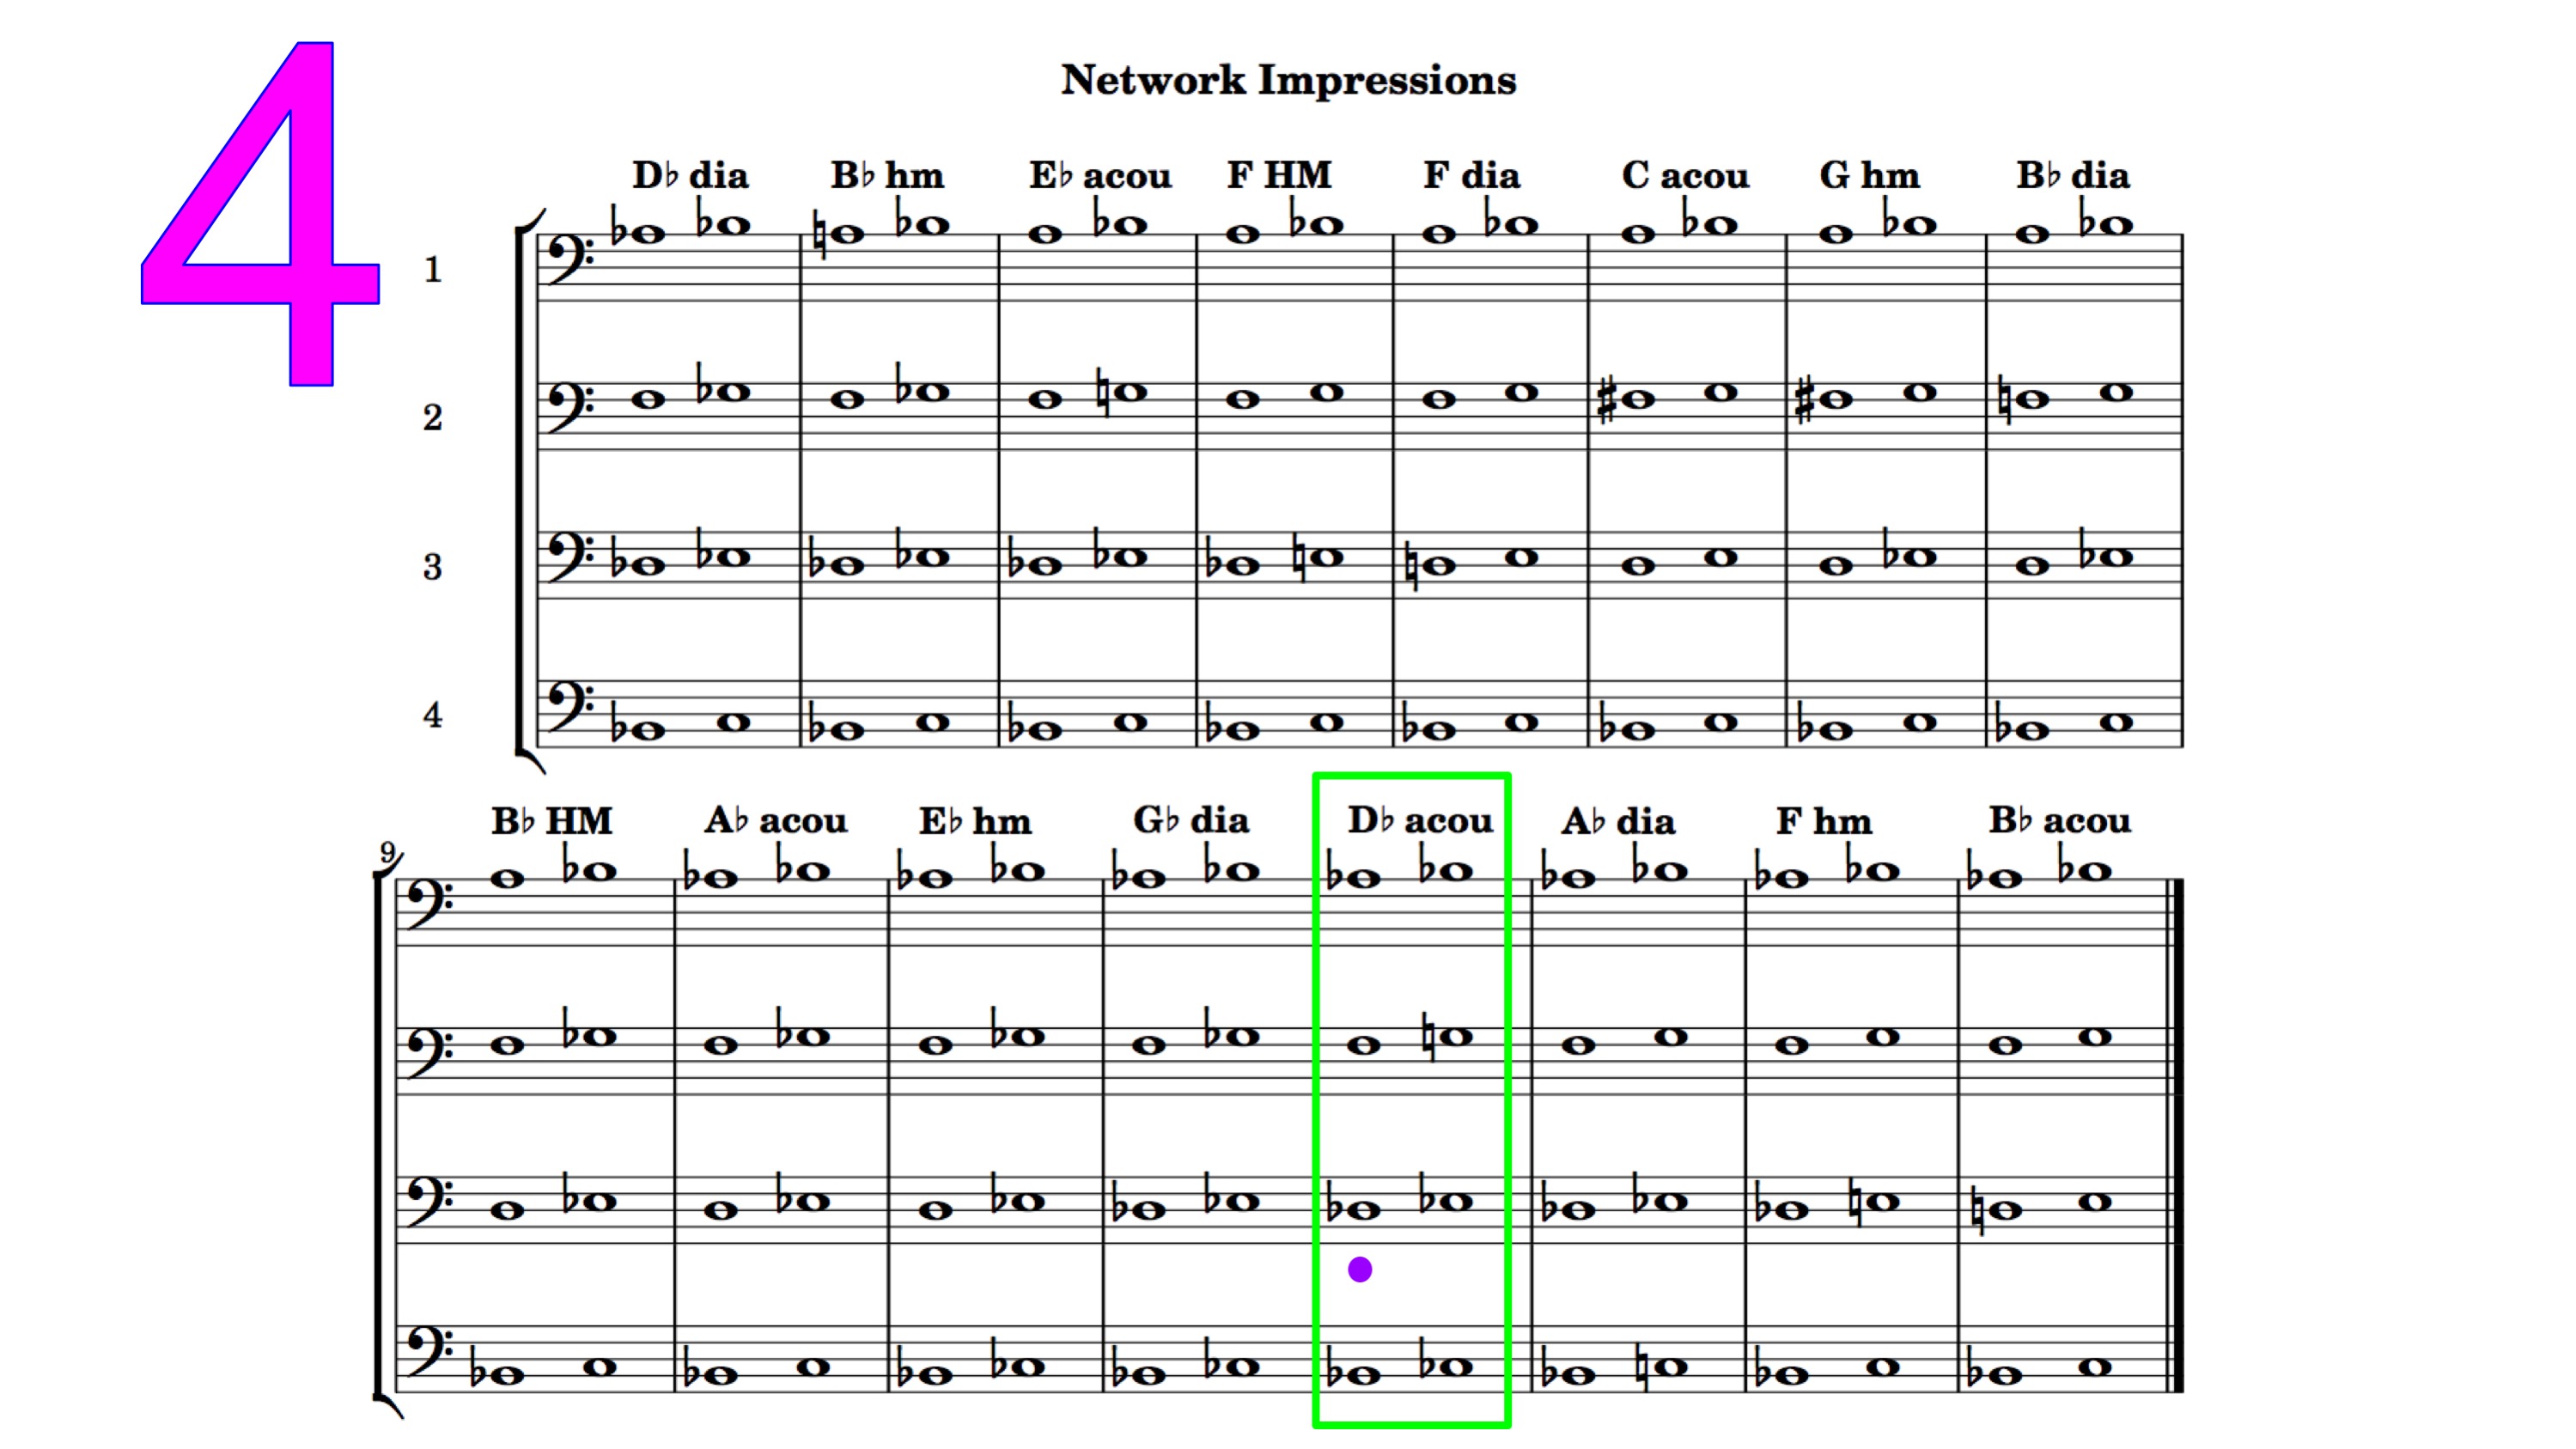 4
Network Impressions
D♭ dia B♭ hm E♭ acou F HM F dia C acou G hm B♭ dia
1
2
3
4
B♭ HM A♭ acou E♭ hm G♭ dia D♭ acou A♭ dia F hm B♭ acou
9